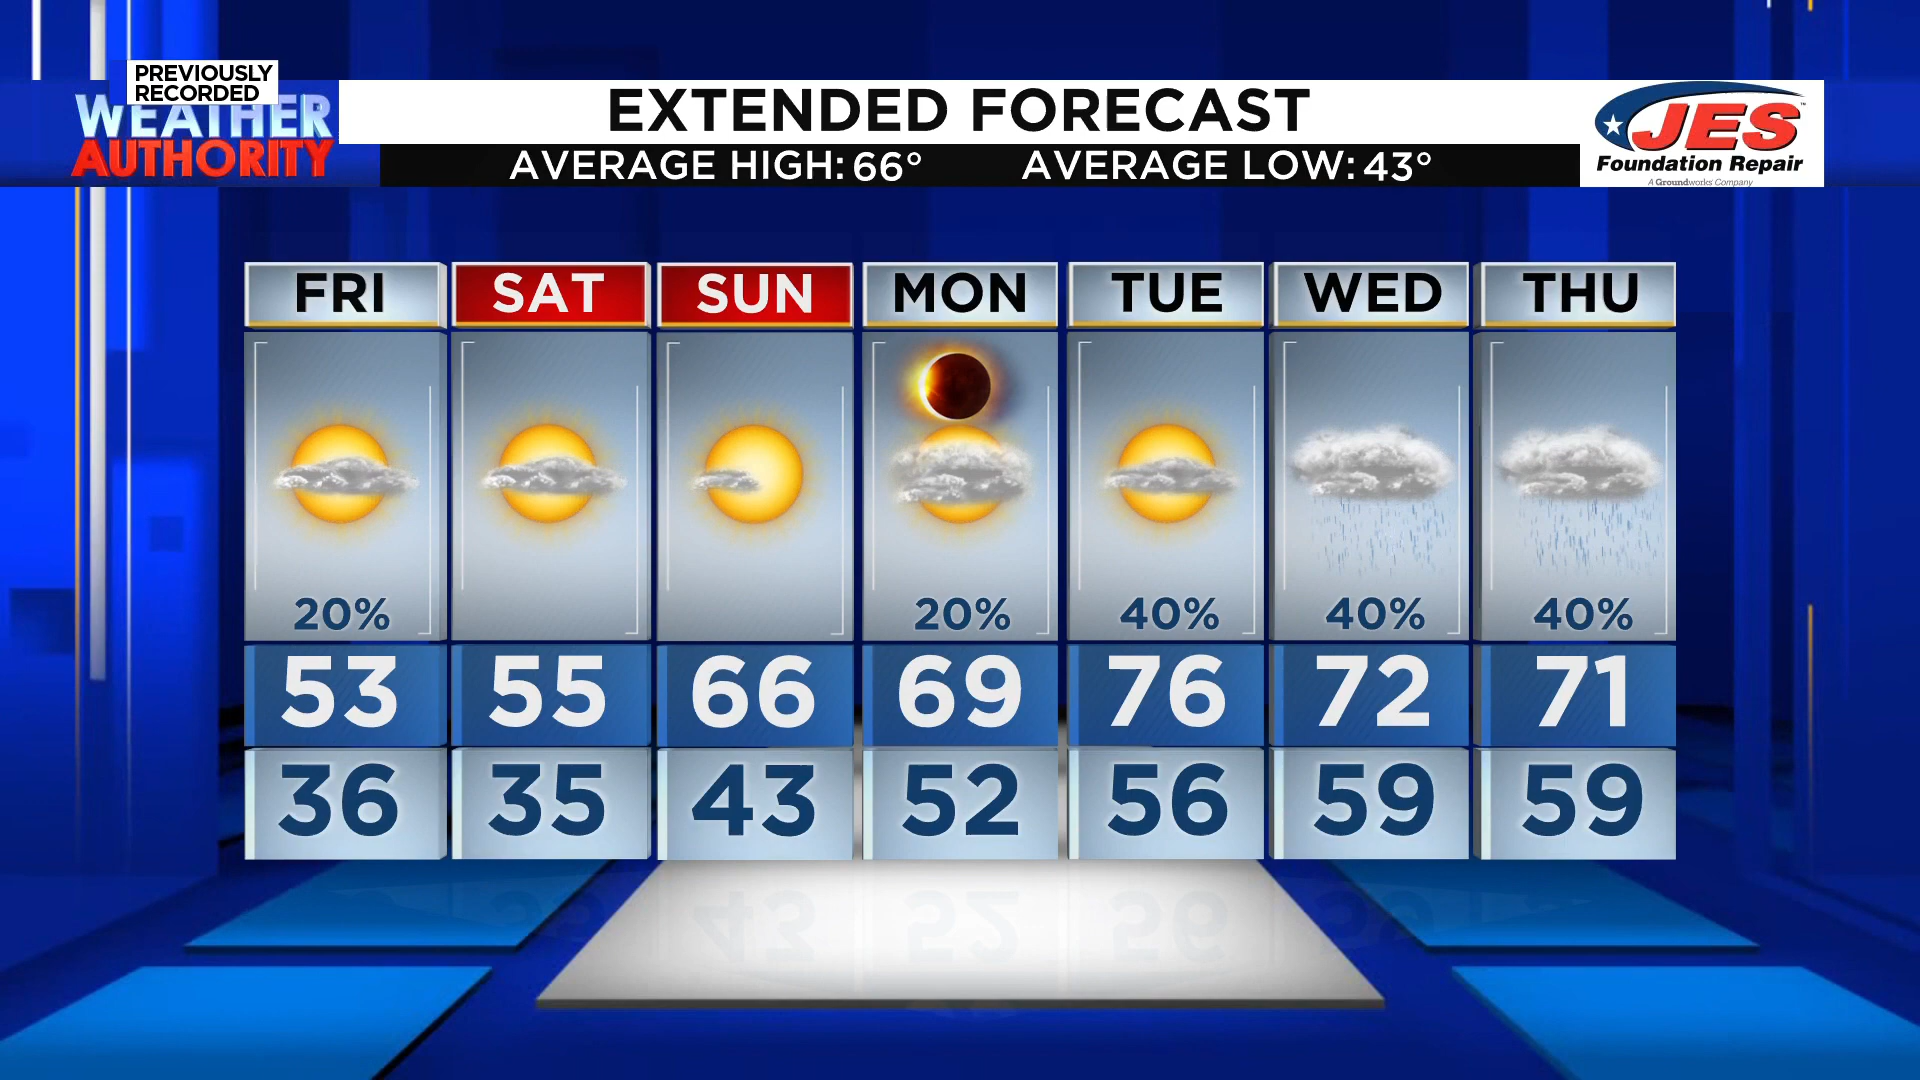 PREVIOUSLY
RECORDED
WEATHER
AUTHORITY
EXTENDED FORECAST
AVERAGE HIGH: 66° AVERAGE LOW: 43°
JES
Foundation Repair
A Groundworks Company
FRI SAT SUN MON TUE WED THU
20% 20% 40% 40% 40%
53 55 66 69 76 72 71
36 35 43 52 56 59 59